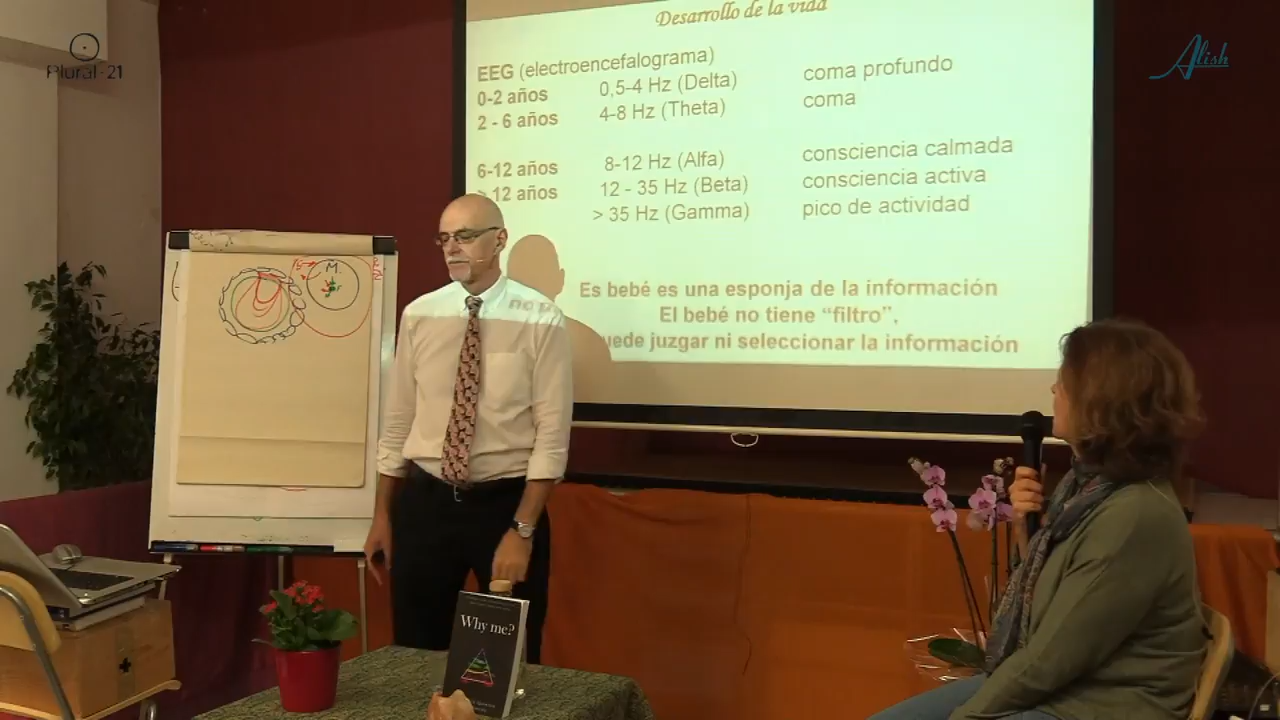 Plural-21
Alish
Desarrollo de la vida
EEG (electroencefalograma)
0-2 años 0,5-4 Hz (Delta) coma profundo
2 - 6 años 4-8 Hz (Theta) coma
6-12 años 8-12 Hz (Alfa) consciencia calmada
> 12 años 12 - 35 Hz (Beta) consciencia activa
> 35 Hz (Gamma) pico de actividad
Es bebé es una esponja de la información
El bebé no tiene “filtro”,
no p uede juzgar ni seleccionar la información
M
Why me?